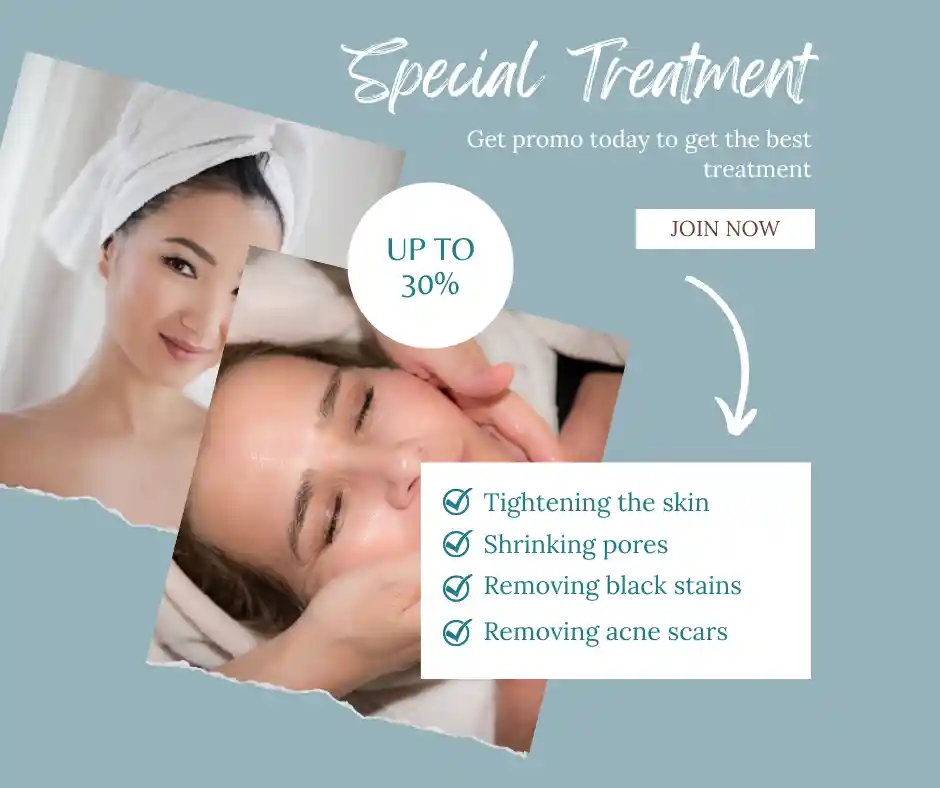 Special Treatment
Get promo today to get the best
treatment
JOIN NOW
UP TO
30%
Tightening the skin
Shrinking pores
Removing black stains
Removing acne scars